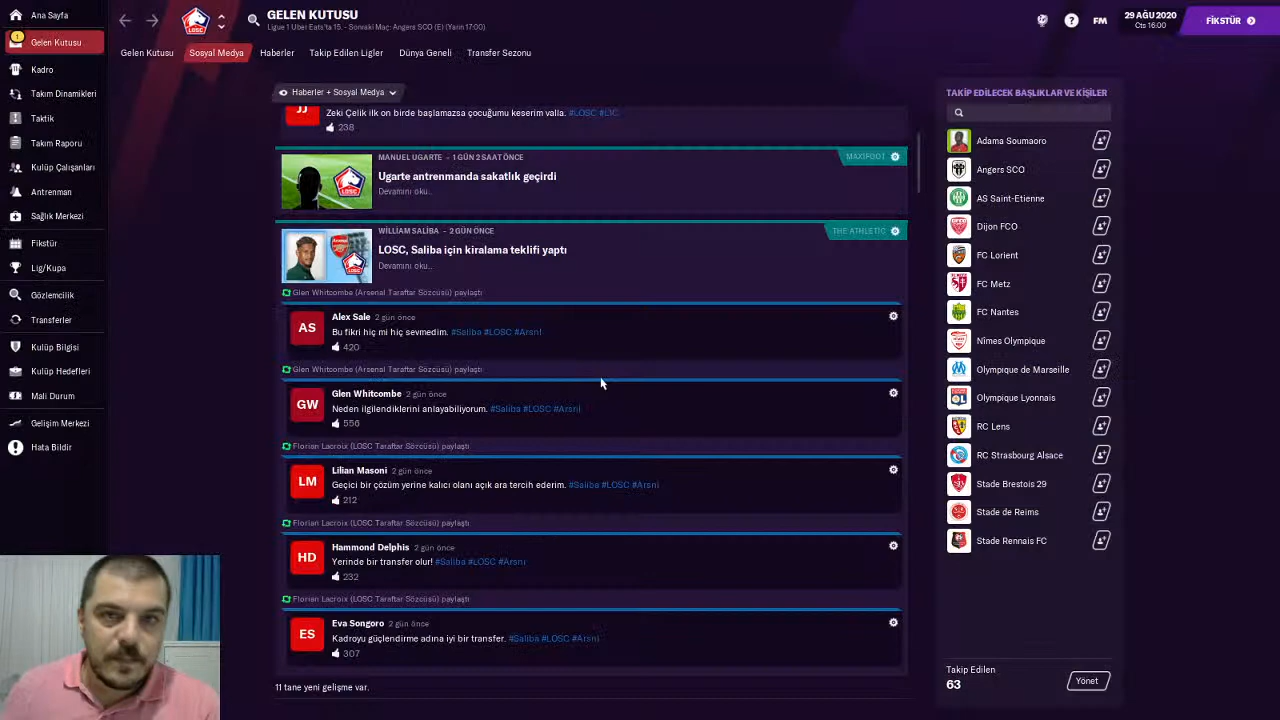 Ana Sayfa
1
Gelen Kutusu
Kadro
Takım Dinamikleri
Taktik
Takım Raporu
Kulüp Çalışanları
Antrenman
Sağlık Merkezi
Fikstür
Lig/Kupa
Gözlemcilik
Transferler
Kulüp Bilgisi
Kulüp Hedefleri
Mali Durum
Gelişim Merkezi
Hata Bildir
LOSC
GELEN KUTUSU
Ligue 1 Uber Eats'ta 15. - Sonraki Maç: Angers SCO (E) (Yarın 17:00)
? FM
29 AĞU 2020
Cts 16:00
FİKSTÜR
Gelen Kutusu Sosyal Medya Haberler Takip Edilen Ligler Dünya Geneli Transfer Sezonu
Haberler + Sosyal Medya
JJ
Zeki Çelik ilk on birde başlamazsa çocuğumu keserim valla. #LOSC #L1C
238
MANUEL UGARTE - 1 GÜN 2 SAAT ÖNCE
MAXIFOOT
Ugarte antrenmanda sakatlık geçirdi
Devamını oku..
LOSC
WİLLİAM SALİBA - 2 GÜN ÖNCE
THE ATHLETIC
LOSC, Saliba için kiralama teklifi yaptı
Devamını oku..
Glen Whitcombe (Arsenal Taraftar Sözcüsü) paylaştı
AS
Alex Sale 2 gün önce
Bu fikri hiç mi hiç sevmedim. #Saliba #LOSC #Arsnl
420
Glen Whitcombe (Arsenal Taraftar Sözcüsü) paylaştı
GW
Glen Whitcombe 2 gün önce
Neden ilgilendiklerini anlayabiliyorum. #Saliba #LOSC #Arsnl
556
Florian Lacroix (LOSC Taraftar Sözcüsü) paylaştı
LM
Lilian Masoni 2 gün önce
Geçici bir çözüm yerine kalıcı olanı açık ara tercih ederim. #Saliba #LOSC #Arsnl
212
Florian Lacroix (LOSC Taraftar Sözcüsü) paylaştı
HD
Hammond Delphis 2 gün önce
Yerinde bir transfer olur! #Saliba #LOSC #Arsnl
232
Florian Lacroix (LOSC Taraftar Sözcüsü) paylaştı
ES
Eva Songoro 2 gün önce
Kadroyu güçlendirme adına iyi bir transfer. #Saliba #LOSC #Arsnl
307
11 tane yeni gelişme var.
TAKİP EDİLECEK BAŞLIKLAR VE KİŞİLER
Adama Soumaoro
Angers SCO
AS Saint-Etienne
Dijon FCO
FC Lorient
FC Metz
FC Nantes
Nîmes Olympique
Olympique de Marseille
Olympique Lyonnais
RC Lens
RC Strasbourg Alsace
Stade Brestois 29
Stade de Reims
Stade Rennais FC
Takip Edilen
63
Yönet